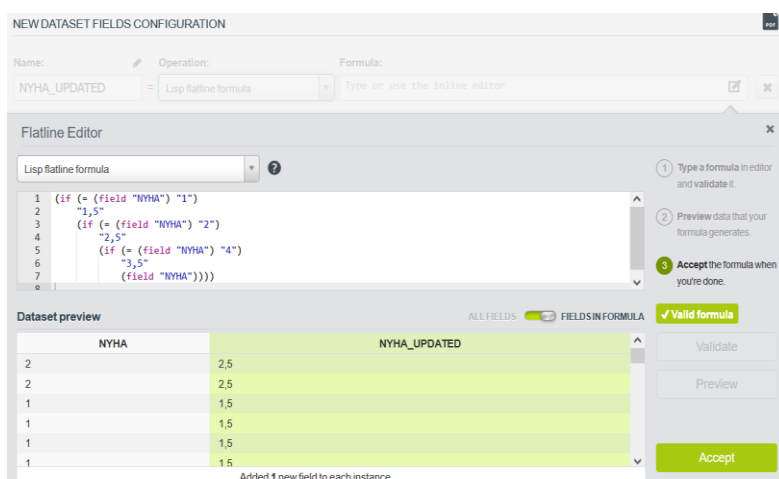 NEW DATASET FIELDS CONFIGURATION
PDF
Name: Operation: Formula:
NYHA_UPDATED = Lisp flatline formula Type or use the inline editor
Flatline Editor
Lisp flatline formula
1 (if (= (field "NYHA") "1")
2 "1,5"
3 (if (= (field "NYHA") "2")
4 "2,5"
5 (if (= (field "NYHA") "4")
6 "3,5"
7 (field "NYHA"))))
8
1 Type a formula in editor
and validate it.
2 Preview data that your
formula generates.
3 Accept the formula when
you're done.
Dataset preview ALL FIELDS FIELDS IN FORMULA
✓ Valid formula
NYHA NYHA_UPDATED
2 2,5
2 2,5
1 1,5
1 1,5
1 1,5
1 1,5
Added 1 new field to each instance
Validate
Preview
Accept